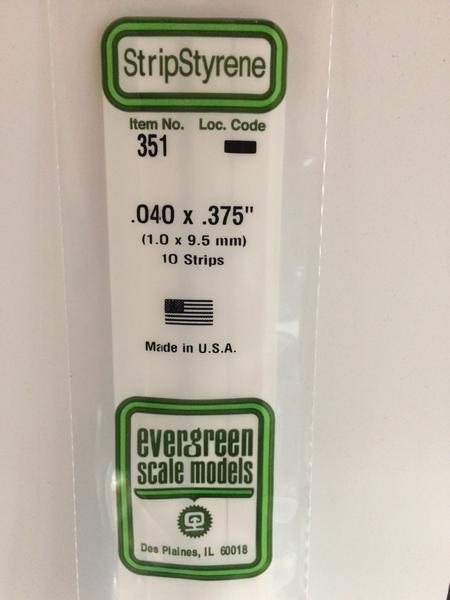 StripStyrene
Item No. Loc. Code
351
.040 x .375"
(1.0 x 9.5 mm)
10 Strips
Made in U.S.A.
evergreen
scale models
Des Plaines, IL 60018